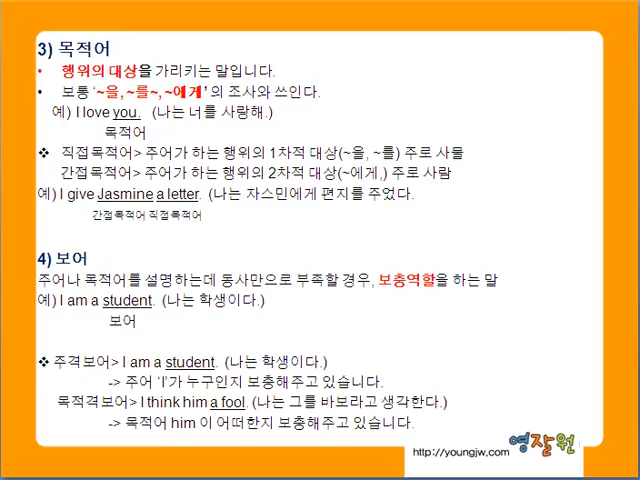 3) 목적어
• 행위의 대상을 가리키는 말입니다.
• 보통 '~을, ~를~, ~에게' 의 조사와 쓰인다.
예) I love you. (나는 너를 사랑해.)
목적어
❖ 직접목적어> 주어가 하는 행위의 1차적 대상(~을, ~를) 주로 사물
간접목적어> 주어가 하는 행위의 2차적 대상(~에게,) 주로 사람
예) I give Jasmine a letter. (나는 자스민에게 편지를 주었다.
간접목적어 직접목적어
4) 보어
주어나 목적어를 설명하는데 동사만으로 부족할 경우, 보충역할을 하는 말
예) I am a student. (나는 학생이다.)
보어
❖ 주격보어> I am a student. (나는 학생이다.)
-> 주어 'I'가 누구인지 보충해주고 있습니다.
목적격보어> I think him a fool. (나는 그를 바보라고 생각한다.)
-> 목적어 him 이 어떠한지 보충해주고 있습니다.
http://youngjw.com 영잘원